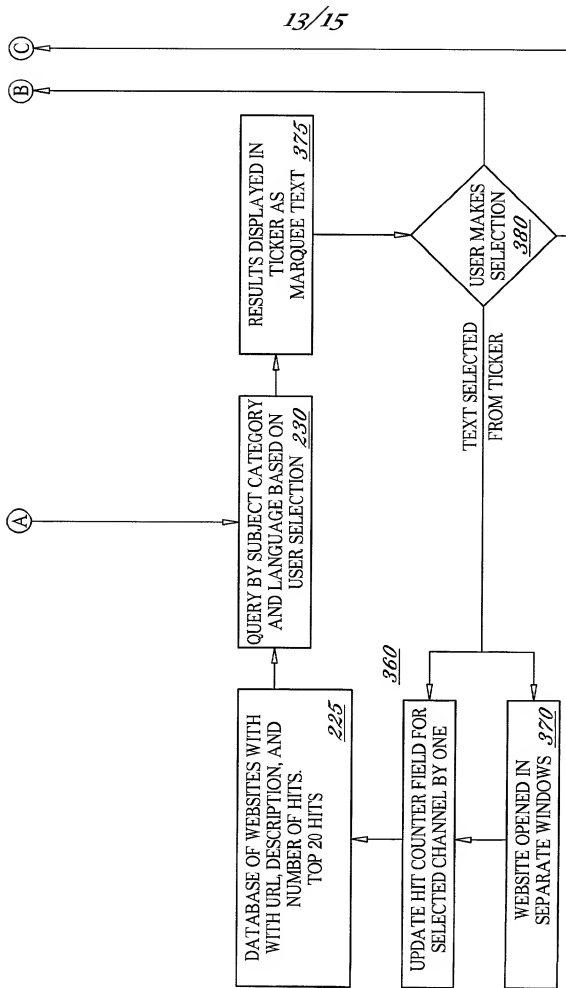 13/15
A
B
C
DATABASE OF WEBSITES WITH
WITH URL, DESCRIPTION, AND
NUMBER OF HITS.
TOP 20 HITS
225
QUERY BY SUBJECT CATEGORY
AND LANGUAGE BASED ON
USER SELECTION 230
RESULTS DISPLAYED IN
TICKER AS
MARQUEE TEXT 375
UPDATE HIT COUNTER FIELD FOR
SELECTED CHANNEL BY ONE
360
WEBSITE OPENED IN
SEPARATE WINDOWS 370
TEXT SELECTED
FROM TICKER
USER MAKES
SELECTION
380